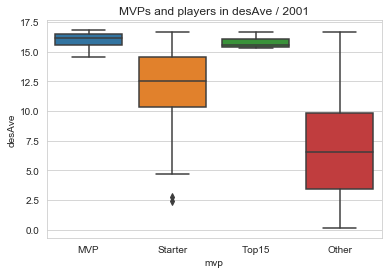 MVPs and players in desAve / 2001
17.5
15.0
12.5
10.0
7.5
5.0
2.5
0.0
desAve
MVP Starter Top15 Other
mvp